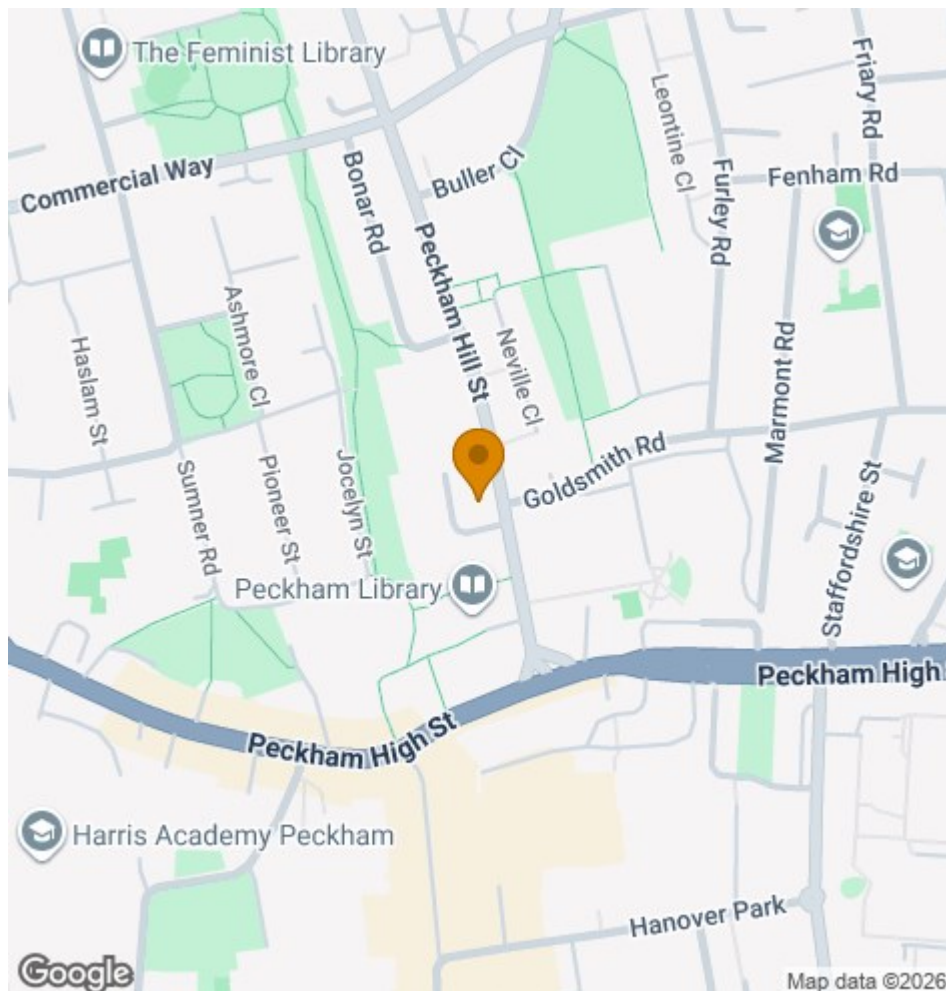 The Feminist Library
Friary Rd
Leontine Cl
Commercial Way
Bonar Rd
Buller Cl
Furley Rd
Fenham Rd
Peckham Hill St
Ashmore Cl
Haslam St
Neville Cl
Marmont Rd
Goldsmith Rd
Sumner Rd
Pioneer St
Jocelyn St
Staffordshire St
Peckham Library
Peckham High
Peckham High St
Harris Academy Peckham
Hanover Park
Google
Map data ©2026